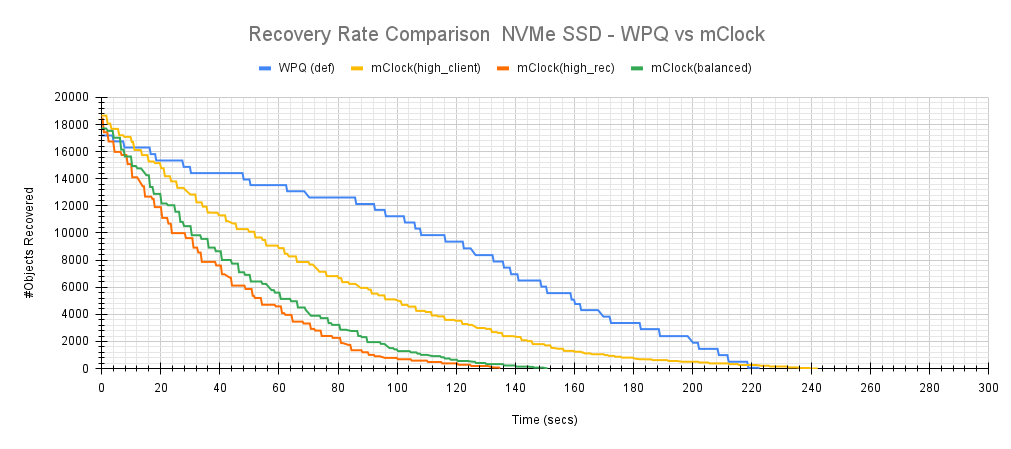 Recovery Rate Comparison  NVMe SSD - WPQ vs mClock
WPQ (def) mClock(high_client) mClock(high_rec) mClock(balanced)
#Objects Recovered
20000
18000
16000
14000
12000
10000
8000
6000
4000
2000
0
0 20 40 60 80 100 120 140 160 180 200 220 240 260 280 300
Time (secs)